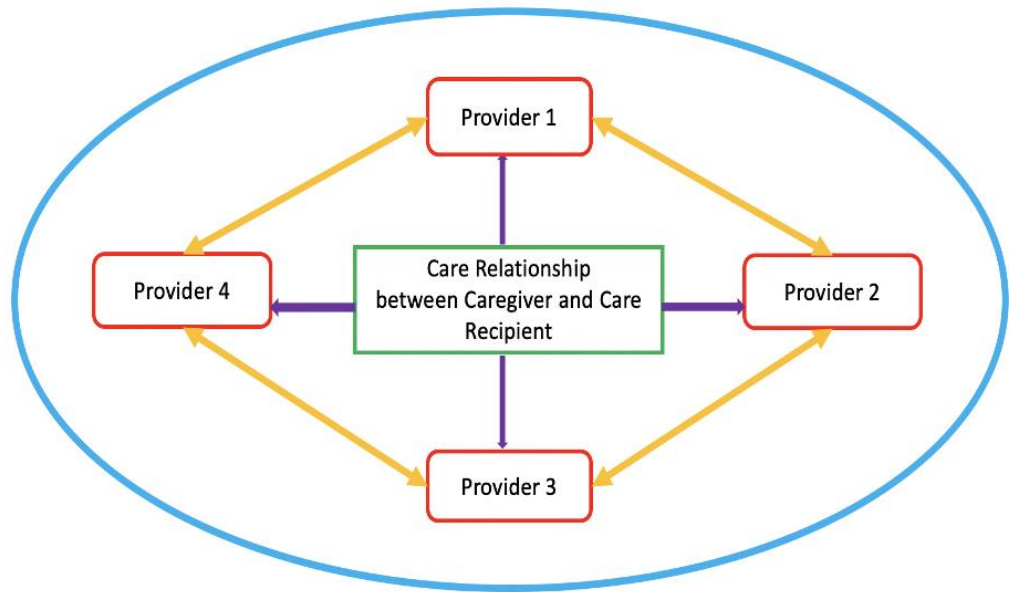 Provider 1
Provider 4
Care Relationship
between Caregiver and Care
Recipient
Provider 2
Provider 3